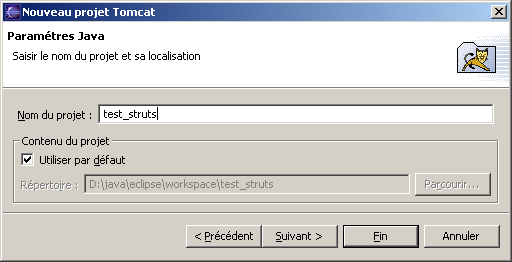 Nouveau projet Tomcat
Paramétres Java
Saisir le nom du projet et sa localisation
Nom du projet : test_struts
Contenu du projet
Utiliser par défaut
Répertoire : D:\java\eclipse\workspace\test_struts Parcourir...
< Précédent Suivant > Fin Annuler